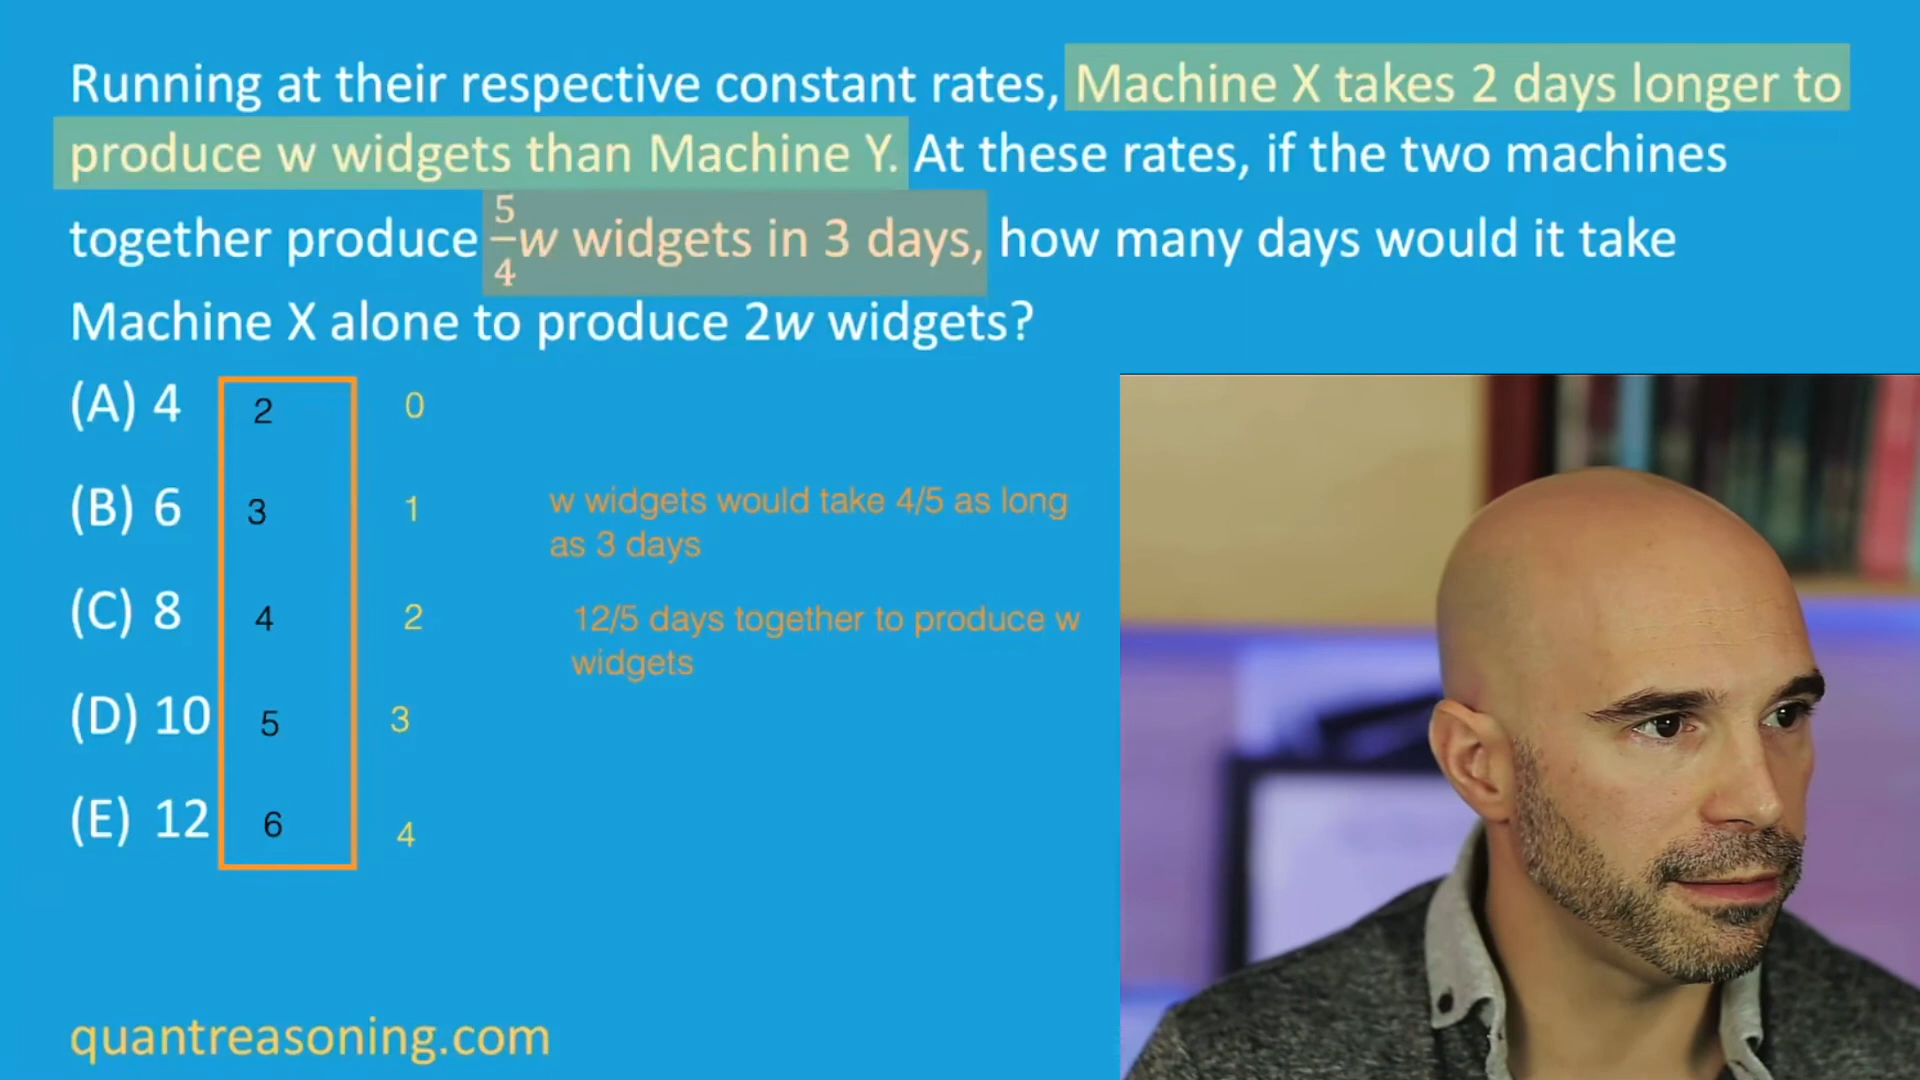 Running at their respective constant rates, Machine X takes 2 days longer to
produce w widgets than Machine Y. At these rates, if the two machines
together produce 5/4 w widgets in 3 days, how many days would it take
Machine X alone to produce 2w widgets?
(A) 4 2 0
(B) 6 3 1
w widgets would take 4/5 as long
as 3 days
(C) 8 4 2
12/5 days together to produce w
widgets
(D) 10 5 3
(E) 12 6 4
quantreasoning.com